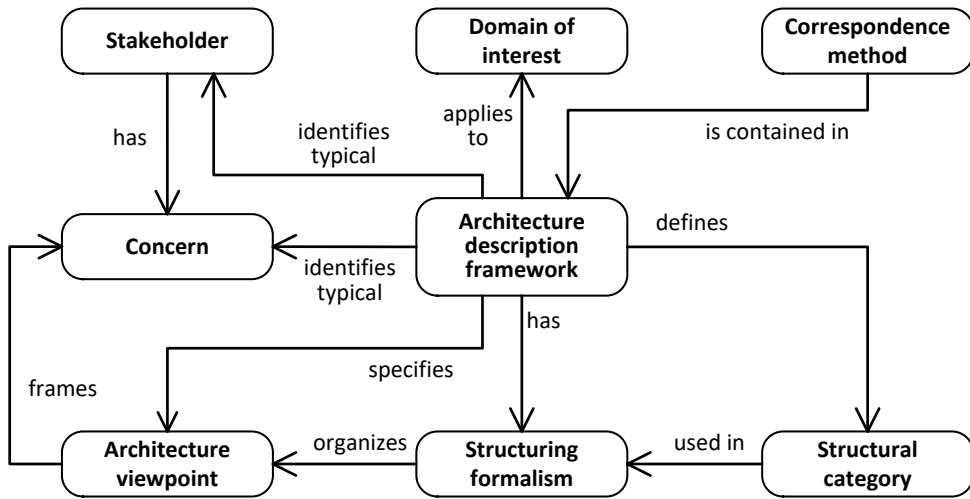 Stakeholder
Domain of
interest
Correspondence
method
has
identifies
typical
applies
to
is contained in
Concern
identifies
typical
Architecture
description
framework
defines
frames
specifies
has
Architecture
viewpoint
organizes
Structuring
formalism
used in
Structural
category